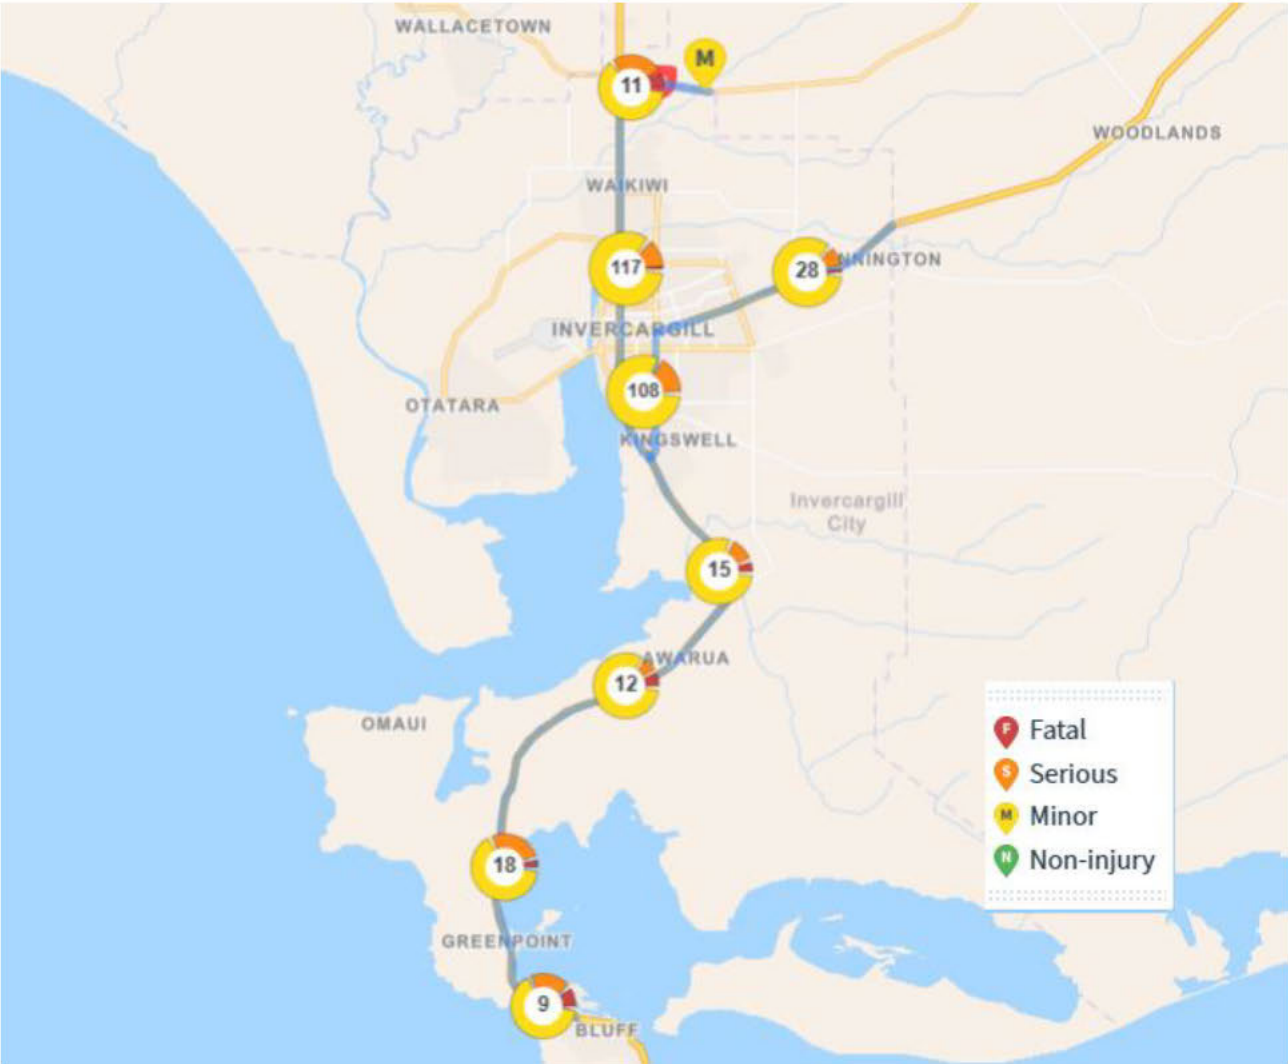 WALLACETOWN
M
11
WOODLANDS
WAIKIWI
117
28
NNINGTON
INVERCARGILL
108
OTATARA
KINGSWELL
Invercargill
City
15
AWARUA
12
OMAUI
F Fatal
S Serious
M Minor
N Non-injury
18
GREENPOINT
9
BLUFF